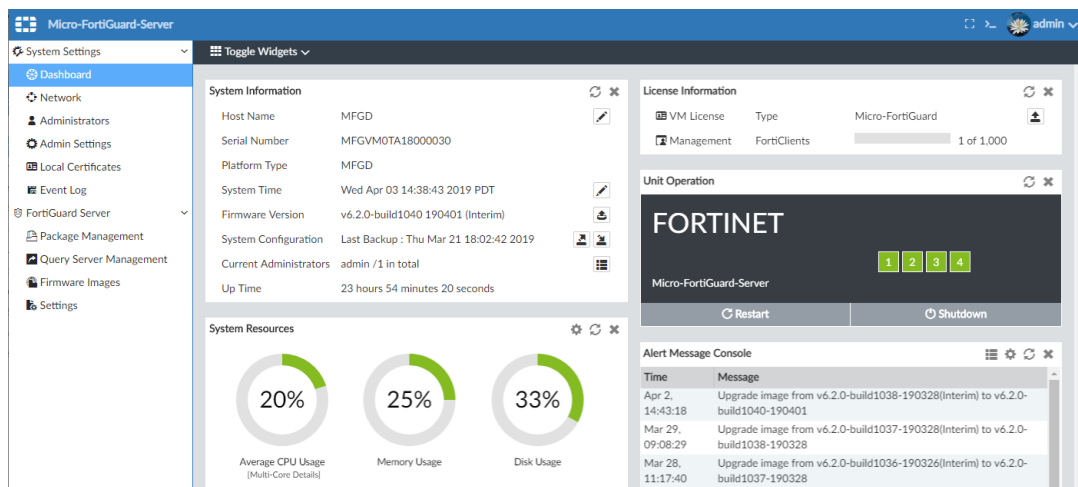 Micro-FortiGuard-Server
admin
System Settings
Dashboard
Network
Administrators
Admin Settings
Local Certificates
Event Log
FortiGuard Server
Package Management
Query Server Management
Firmware Images
Settings
Toggle Widgets
System Information
Host Name MFGD
Serial Number MFGVM0TA18000030
Platform Type MFGD
System Time Wed Apr 03 14:38:43 2019 PDT
Firmware Version v6.2.0-build1040 190401 (Interim)
System Configuration Last Backup : Thu Mar 21 18:02:42 2019
Current Administrators admin /1 in total
Up Time 23 hours 54 minutes 20 seconds
System Resources
20% 25% 33%
Average CPU Usage Memory Usage Disk Usage
[Multi-Core Details]
License Information
VM License Type Micro-FortiGuard
Management FortiClients 1 of 1,000
Unit Operation
FORTINET
1 2 3 4
Micro-FortiGuard-Server
Restart Shutdown
Alert Message Console
Time Message
Apr 2, Upgrade image from v6.2.0-build1038-190328(Interim) to v6.2.0-
14:43:18 build1040-190401
Mar 29, Upgrade image from v6.2.0-build1037-190328(Interim) to v6.2.0-
09:08:29 build1038-190328
Mar 28, Upgrade image from v6.2.0-build1036-190326(Interim) to v6.2.0-
11:17:40 build1037-190328